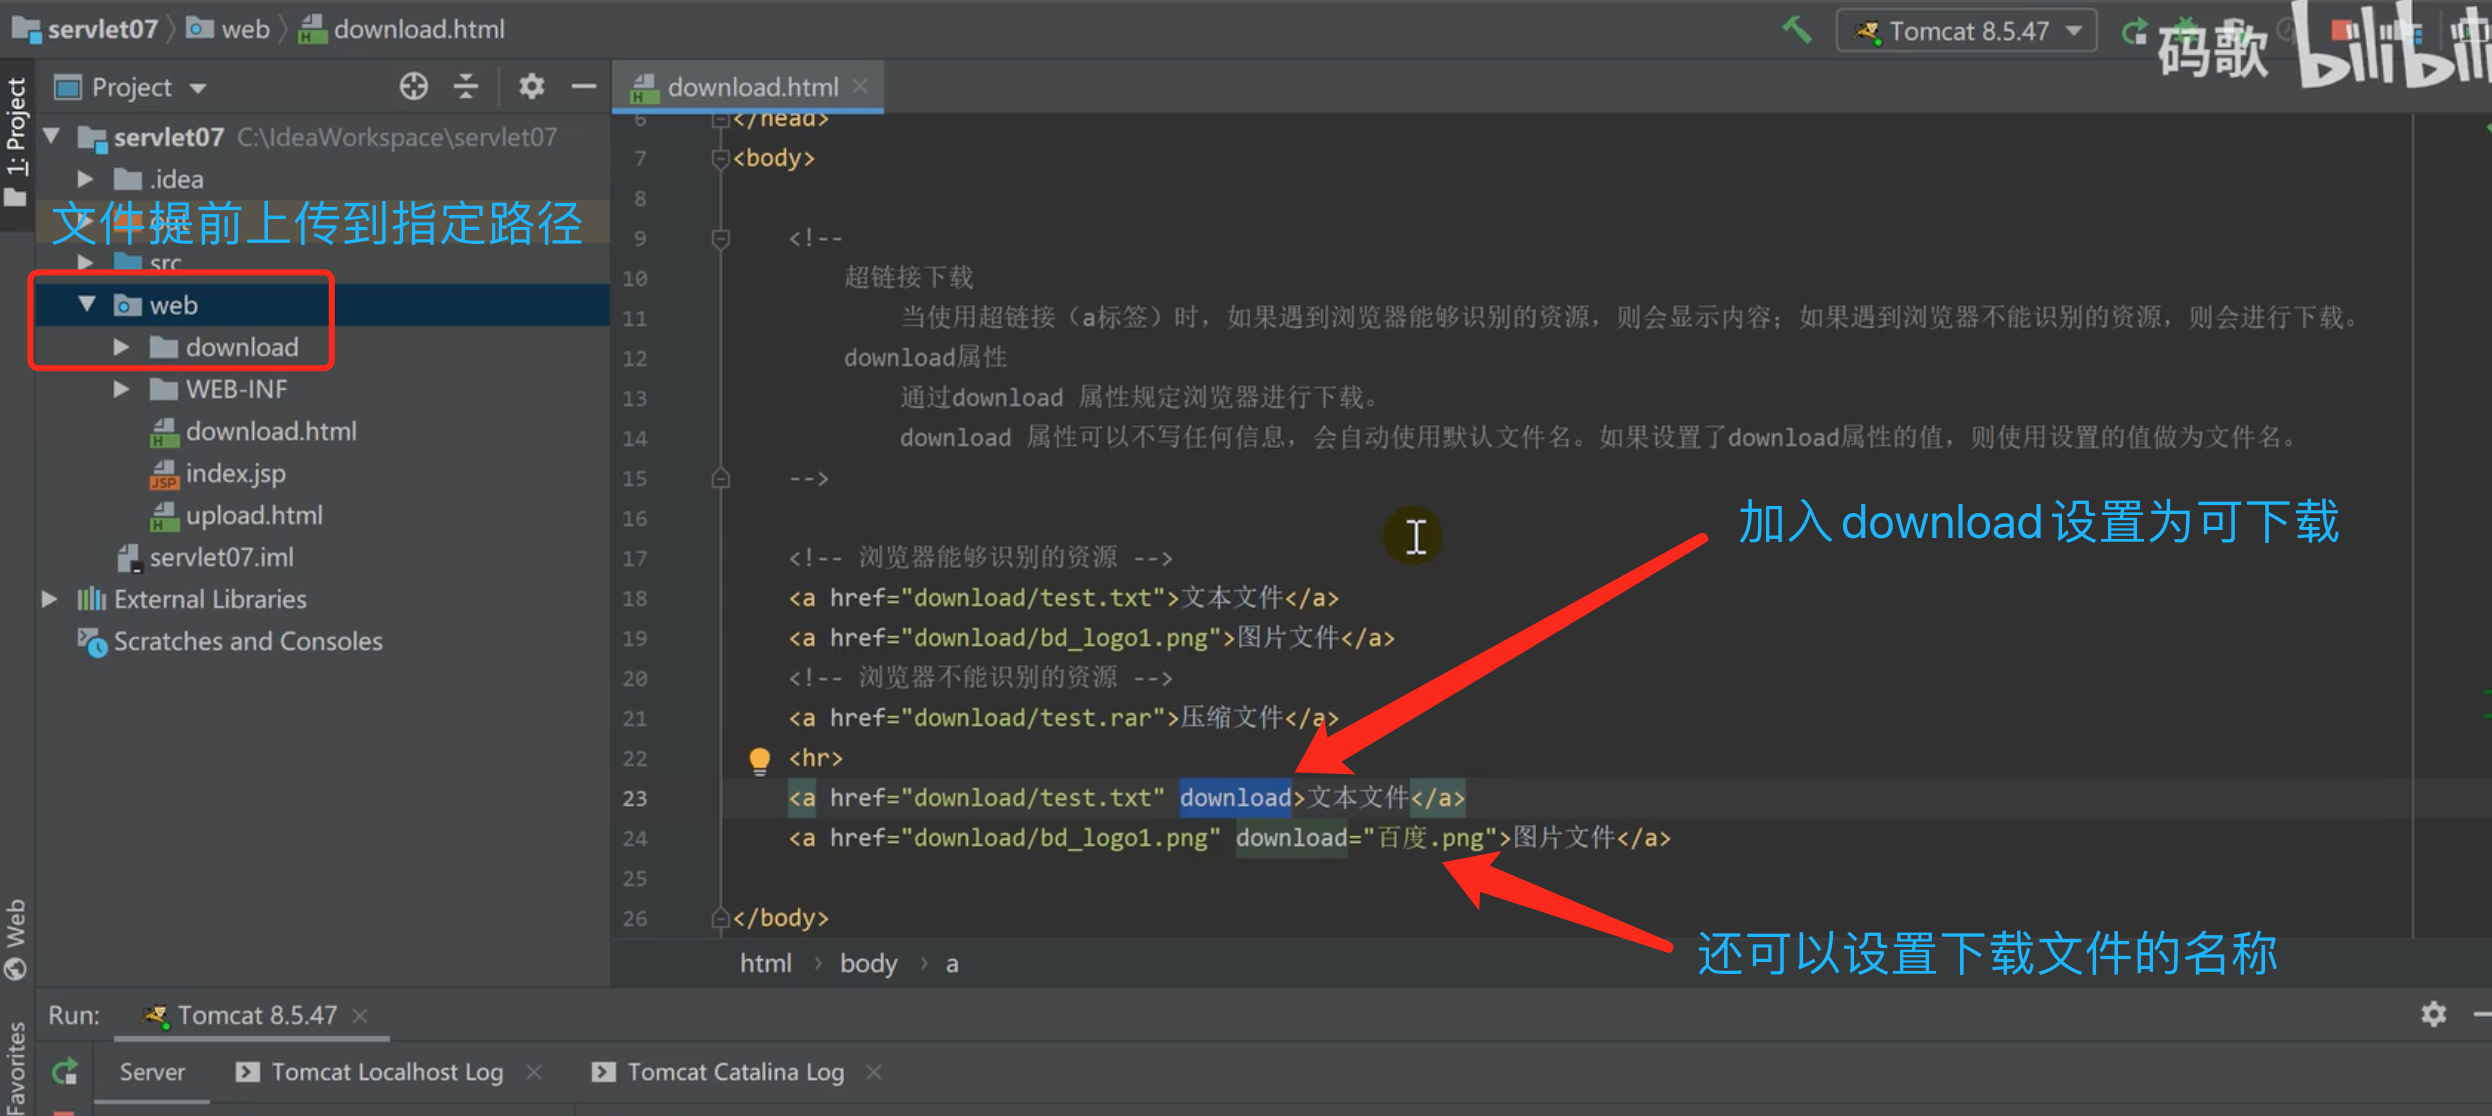 servlet07 web download.html
Tomcat 8.5.47
码歌 bilibili
1: Project
Project
download.html
servlet07 C:\IdeaWorkspace\servlet07
.idea
out
文件提前上传到指定路径
src
web
download
WEB-INF
download.html
index.jsp
upload.html
servlet07.iml
External Libraries
Scratches and Consoles
6 </head>
7 <body>
8
9 <!--
10 超链接下载
11 当使用超链接（a标签）时，如果遇到浏览器能够识别的资源，则会显示内容；如果遇到浏览器不能识别的资源，则会进行下载。
12 download属性
13 通过download 属性规定浏览器进行下载。
14 download 属性可以不写任何信息，会自动使用默认文件名。如果设置了download属性的值，则使用设置的值做为文件名。
15 -->
16
加入download设置为可下载
17 <!-- 浏览器能够识别的资源 -->
18 <a href="download/test.txt">文本文件</a>
19 <a href="download/bd_logo1.png">图片文件</a>
20 <!-- 浏览器不能识别的资源 -->
21 <a href="download/test.rar">压缩文件</a>
22 <hr>
23 <a href="download/test.txt" download>文本文件</a>
24 <a href="download/bd_logo1.png" download="百度.png">图片文件</a>
25
26 </body>
还可以设置下载文件的名称
html body a
Web
Favorites
Run: Tomcat 8.5.47
Server Tomcat Localhost Log Tomcat Catalina Log